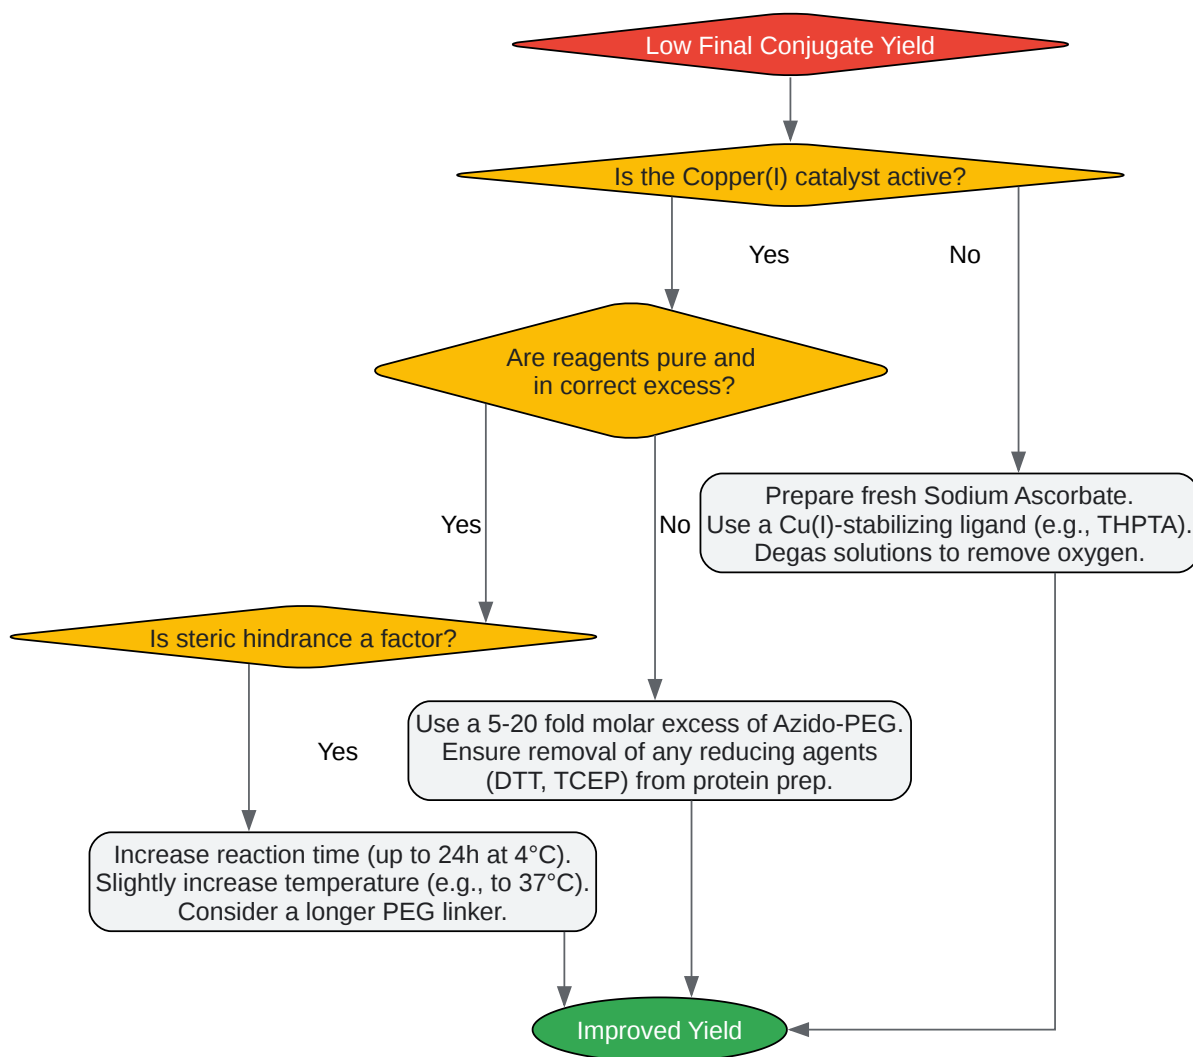 Low Final Conjugate Yield
Is the Copper(I) catalyst active?
Yes
No
Are reagents pure and
in correct excess?
Prepare fresh Sodium Ascorbate.
Use a Cu(I)-stabilizing ligand (e.g., THPTA).
Degas solutions to remove oxygen.
Yes
No
Is steric hindrance a factor?
Use a 5-20 fold molar excess of Azido-PEG.
Ensure removal of any reducing agents
(DTT, TCEP) from protein prep.
Yes
Increase reaction time (up to 24h at 4°C).
Slightly increase temperature (e.g., to 37°C).
Consider a longer PEG linker.
Improved Yield